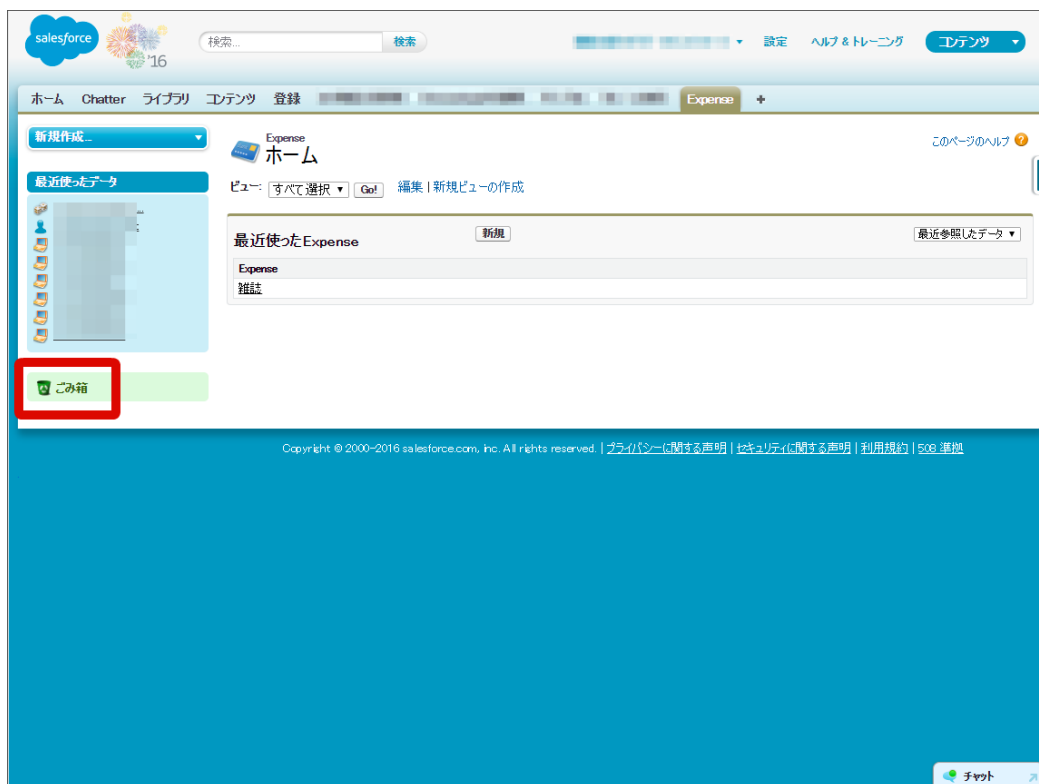 salesforce
'16
検索...
検索
設定
ヘルプ & トレーニング
コンテンツ
ホーム Chatter ライブラリ コンテンツ 登録
Expense
+
新規作成...
Expense
ホーム
このページのヘルプ ?
最近使ったデータ
ビュー: すべて選択 Go! 編集 | 新規ビューの作成
最近使ったExpense
新規
最近参照したデータ
Expense
雑誌
ごみ箱
Copyright © 2000-2016 salesforce.com, inc. All rights reserved. | プライバシーに関する声明 | セキュリティに関する声明 | 利用規約 | 508 準拠
チャット